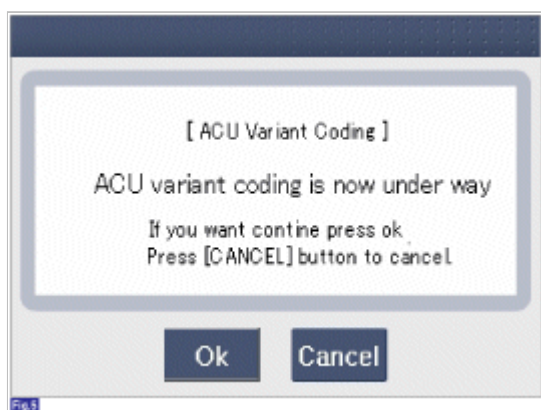 [ ACU Variant Coding ]
ACU variant coding is now under way
If you want contine press ok
Press [CANCEL] button to cancel
Ok
Cancel
Fig.5